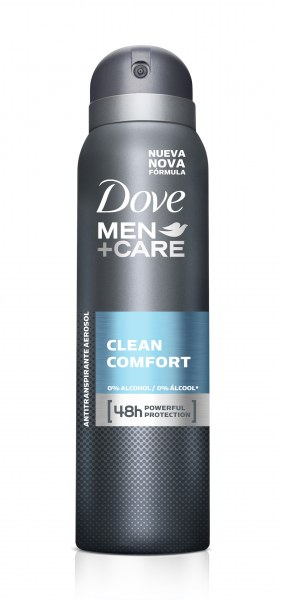 NUEVA
NOVA
FÓRMULA
Dove
MEN
+CARE
CLEAN
COMFORT
0% ALCOHOL / 0% ÁLCOOL*
48h POWERFUL
PROTECTION
ANTITRANSPIRANTE AEROSOL